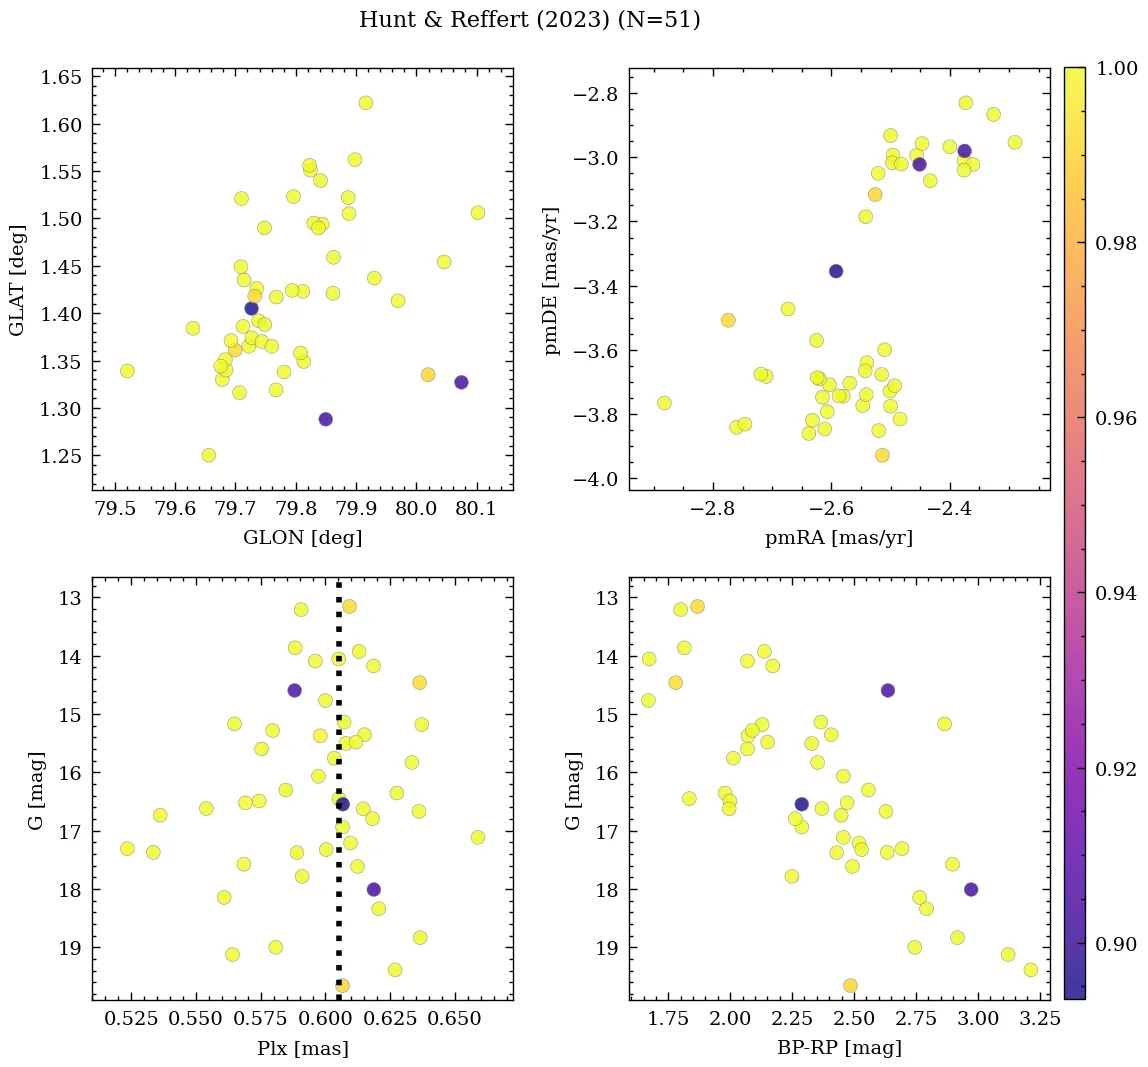 Hunt & Reffert (2023) (N=51)
1.65
1.60
1.55
1.50
1.45
1.40
1.35
1.30
1.25
GLAT [deg]
79.5 79.6 79.7 79.8 79.9 80.0 80.1
GLON [deg]
−2.8
−3.0
−3.2
−3.4
−3.6
−3.8
−4.0
pmDE [mas/yr]
−2.8 −2.6 −2.4
pmRA [mas/yr]
1.00
0.98
0.96
0.94
0.92
0.90
13
14
15
16
17
18
19
G [mag]
0.525 0.550 0.575 0.600 0.625 0.650
Plx [mas]
13
14
15
16
17
18
19
G [mag]
1.75 2.00 2.25 2.50 2.75 3.00 3.25
BP-RP [mag]